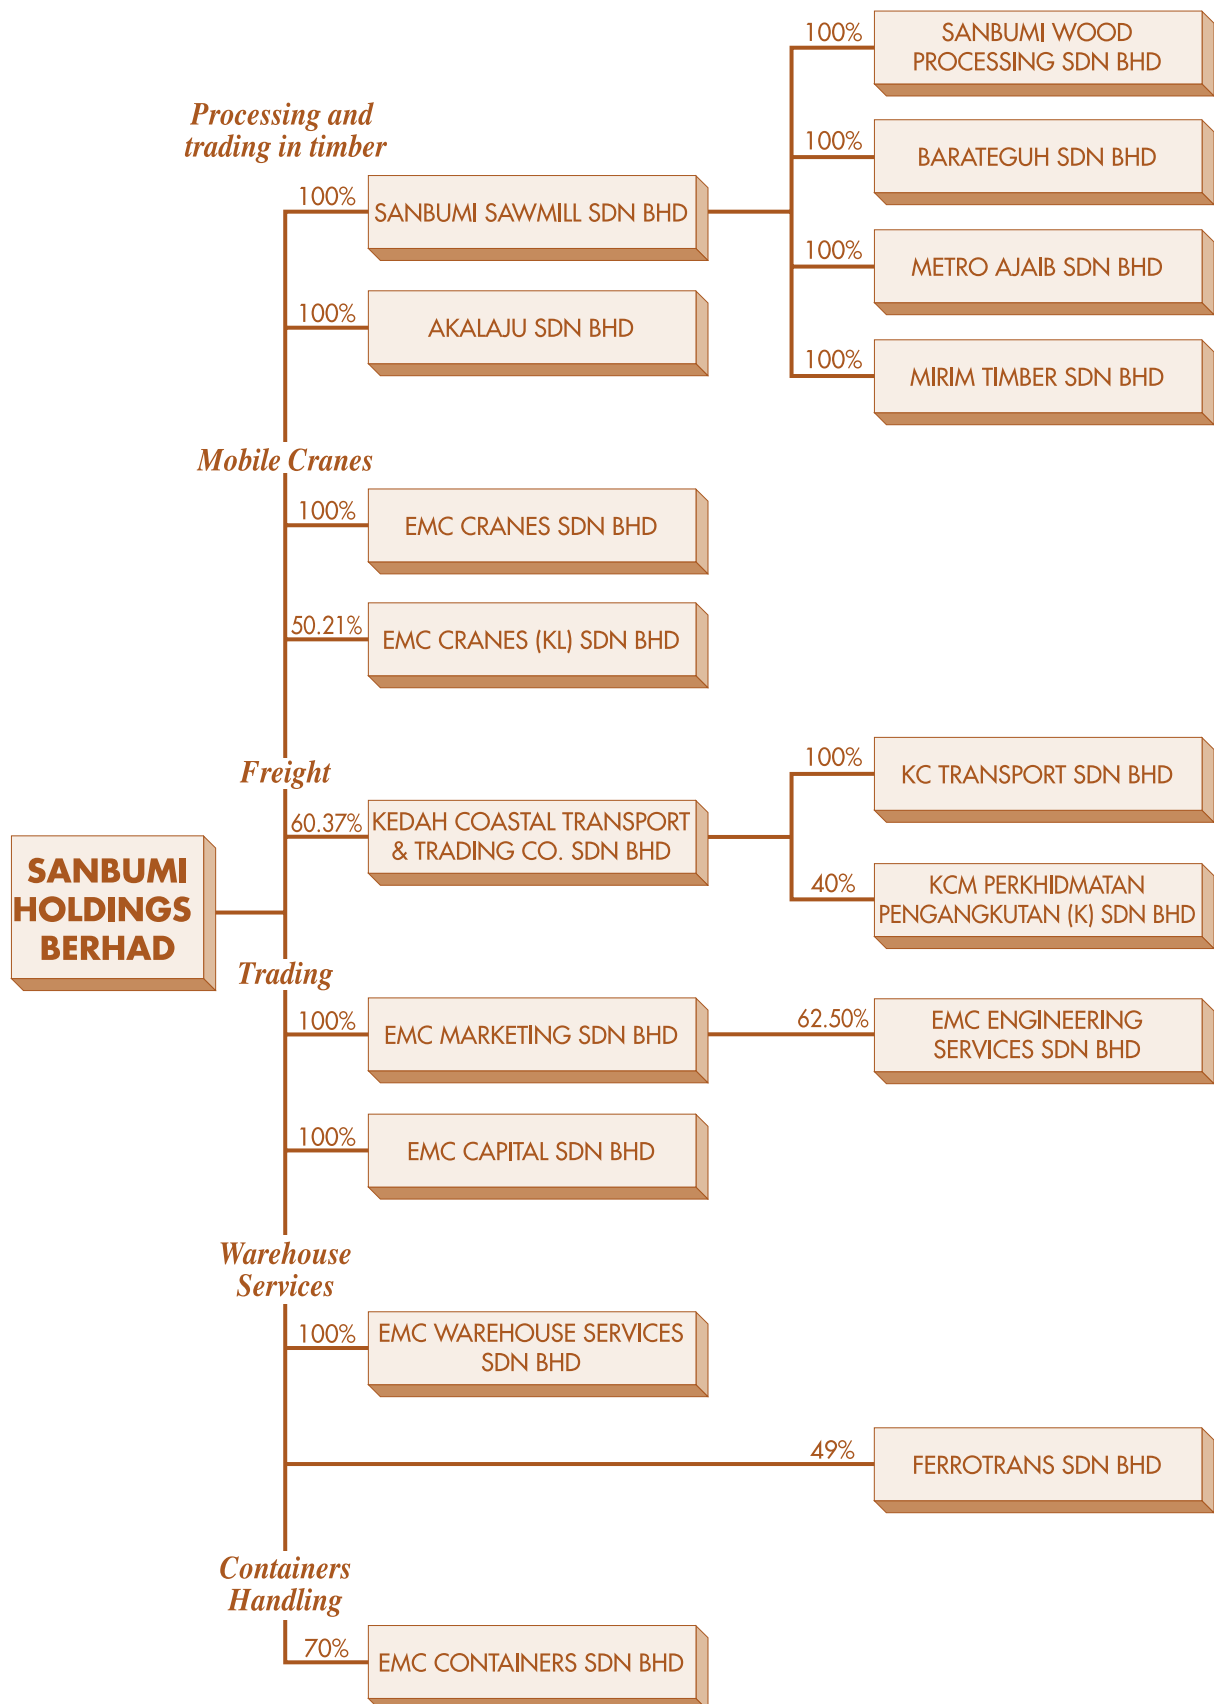 Processing and
trading in timber
100%
SANBUMI SAWMILL SDN BHD
100%
SANBUMI WOOD
PROCESSING SDN BHD
100%
BARATEGUH SDN BHD
100%
METRO AJAIB SDN BHD
100%
MIRIM TIMBER SDN BHD
100%
AKALAJU SDN BHD
Mobile Cranes
100%
EMC CRANES SDN BHD
50.21%
EMC CRANES (KL) SDN BHD
Freight
60.37%
KEDAH COASTAL TRANSPORT
& TRADING CO. SDN BHD
100%
KC TRANSPORT SDN BHD
40%
KCM PERKHIDMATAN
PENGANGKUTAN (K) SDN BHD
SANBUMI
HOLDINGS
BERHAD
Trading
100%
EMC MARKETING SDN BHD
62.50%
EMC ENGINEERING
SERVICES SDN BHD
100%
EMC CAPITAL SDN BHD
Warehouse
Services
100%
EMC WAREHOUSE SERVICES
SDN BHD
49%
FERROTRANS SDN BHD
Containers
Handling
70%
EMC CONTAINERS SDN BHD